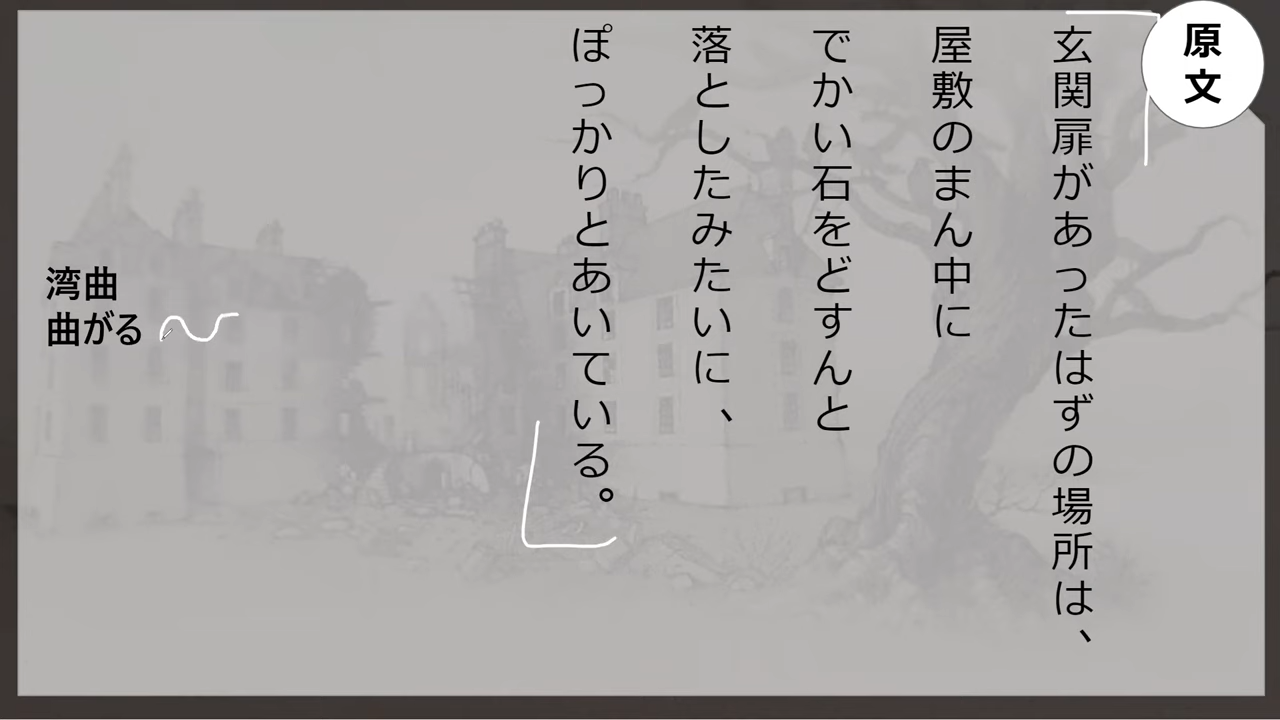 原文
玄関扉があったはずの場所は、
屋敷のまん中に
でかい石をどすんと
落としたみたいに、
ぽっかりとあいている。
湾曲
曲がる